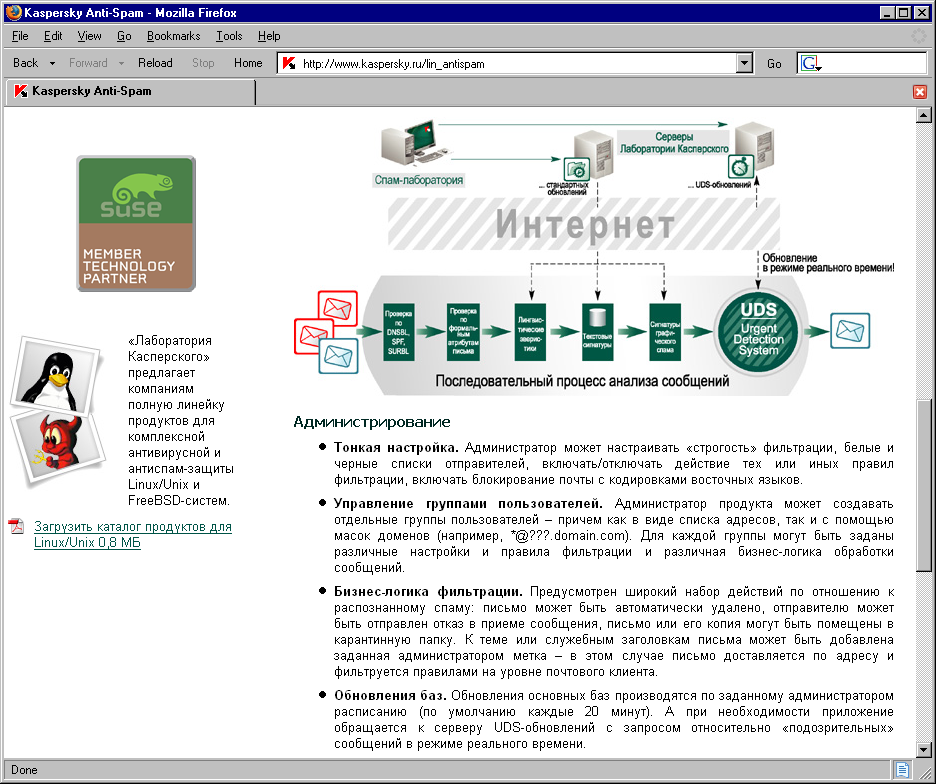 Kaspersky Anti-Spam - Mozilla Firefox
File Edit View Go Bookmarks Tools Help
Back Forward Reload Stop Home http://www.kaspersky.ru/lin_antispam Go
Kaspersky Anti-Spam
SUSE
MEMBER
TECHNOLOGY
PARTNER
«Лаборатория
Касперского»
предлагает
компаниям
полную линейку
продуктов для
комплексной
антивирусной и
антиспам-защиты
Linux/Unix и
FreeBSD-систем.
Загрузить каталог продуктов для
Linux/Unix 0,8 МБ
Спам-лаборатория
... стандартных
обновлений
Серверы
Лаборатории Касперского
... UDS-обновлений
Интернет
Обновление
в режиме реального времени!
Проверка
по
DNSBL,
SPF,
SURBL
Проверка
по
формаль-
ным
атрибутам
письма
Лингвис-
тические
эврис-
тики
Текстовые
сигнатуры
Сигнатуры
графи-
ческого
спама
UDS
Urgent
Detection
System
Последовательный процесс анализа сообщений
Администрирование
Тонкая настройка. Администратор может настраивать «строгость» фильтрации, белые и
черные списки отправителей, включать/отключать действие тех или иных правил
фильтрации, включать блокирование почты с кодировками восточных языков.
Управление группами пользователей. Администратор продукта может создавать
отдельные группы пользователей – причем как в виде списка адресов, так и с помощью
масок доменов (например, *@???.domain.com). Для каждой группы могут быть заданы
различные настройки и правила фильтрации и различная бизнес-логика обработки
сообщений.
Бизнес-логика фильтрации. Предусмотрен широкий набор действий по отношению к
распознанному спаму: письмо может быть автоматически удалено, отправителю может
быть отправлен отказ в приеме сообщения, письмо или его копия могут быть помещены в
карантинную папку. К теме или служебным заголовкам письма может быть добавлена
заданная администратором метка – в этом случае письмо доставляется по адресу и
фильтруется правилами на уровне почтового клиента.
Обновления баз. Обновления основных баз производятся по заданному администратором
расписанию (по умолчанию каждые 20 минут). А при необходимости приложение
обращается к серверу UDS-обновлений с запросом относительно «подозрительных»
сообщений в режиме реального времени.
Done